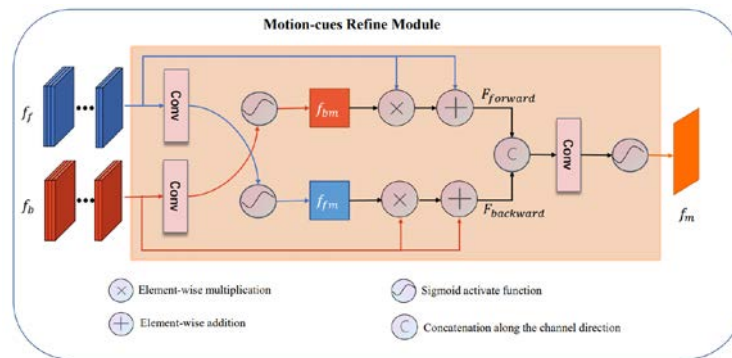 Motion-cues Refine Module
f_f
Conv
f_bm
×
+
F_forward
C
Conv
f_m
f_b
Conv
f_fm
×
+
F_backward
× Element-wise multiplication
Sigmoid activate function
+ Element-wise addition
C Concatenation along the channel direction